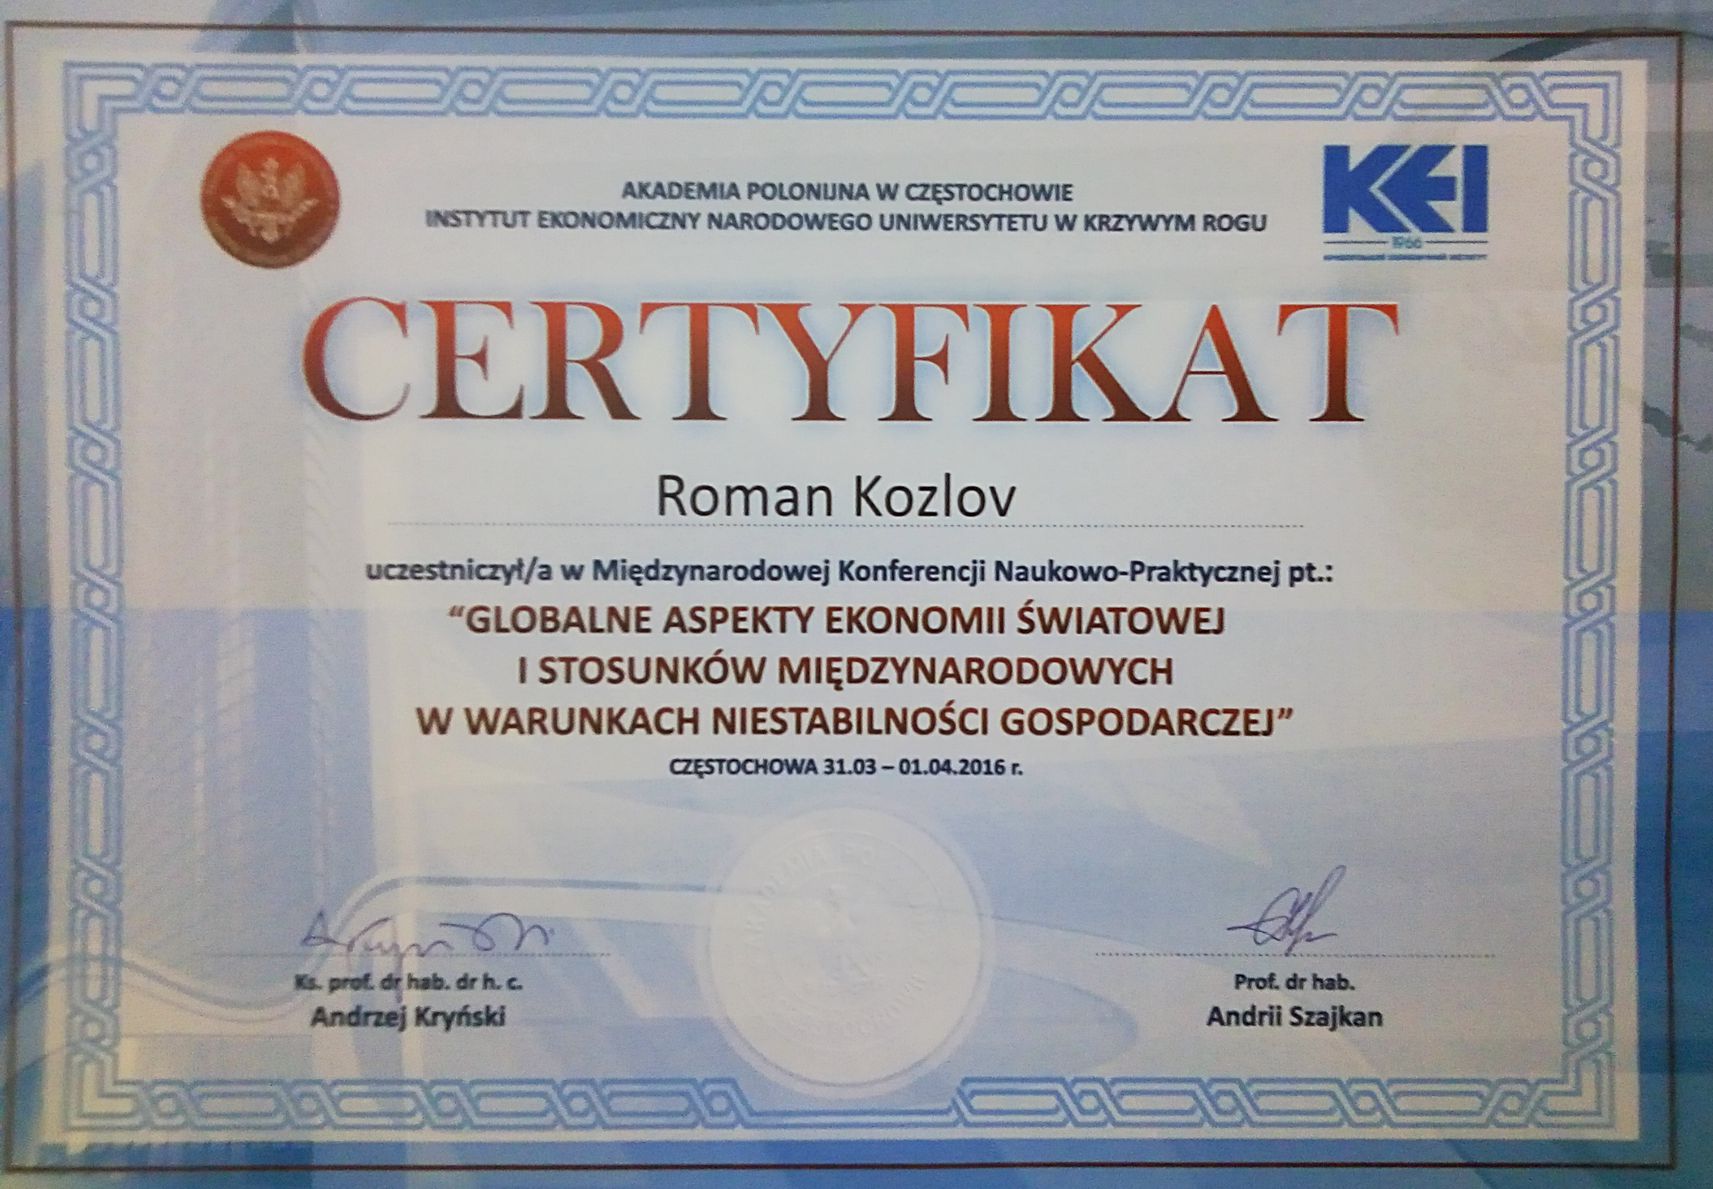 AKADEMIA POLONIJNA W CZĘSTOCHOWIE
INSTYTUT EKONOMICZNY NARODOWEGO UNIWERSYTETU W KRZYWYM ROGU
KEI
1966
CERTYFIKAT
Roman Kozlov
uczestniczył/a w Międzynarodowej Konferencji Naukowo-Praktycznej pt.:
“GLOBALNE ASPEKTY EKONOMII ŚWIATOWEJ
I STOSUNKÓW MIĘDZYNARODOWYCH
W WARUNKACH NIESTABILNOŚCI GOSPODARCZEJ”
CZĘSTOCHOWA 31.03 – 01.04.2016 r.
Ks. prof. dr hab. dr h. c.
Andrzej Kryński
Prof. dr hab.
Andrii Szajkan